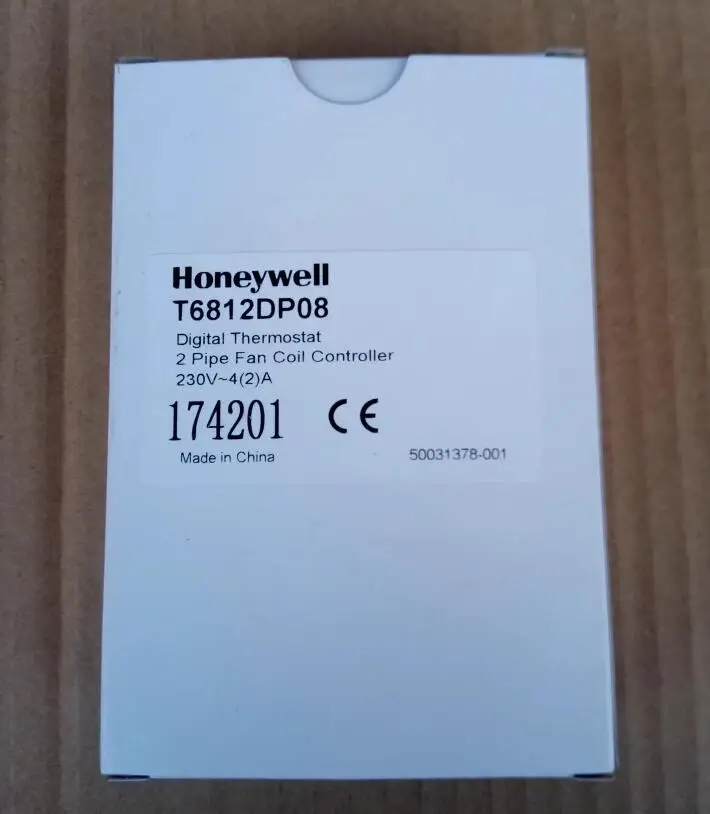 Honeywell
T6812DP08
Digital Thermostat
2 Pipe Fan Coil Controller
230V~4(2)A
174201 CE
Made in China 50031378-001